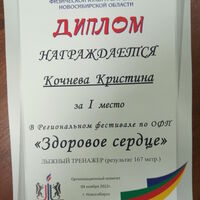 НОВОСИБИРСКОЙ ОБЛАСТИ
ДИПЛОМ
НАГРАЖДАЕТСЯ
Кочнева Кристина
за I место
в Региональном фестивале по ОФП
«Здоровое сердце»
ЛЫЖНЫЙ ТРЕНАЖЕР (результат 167 метр.)
Организационный комитет
г. Новосибирск